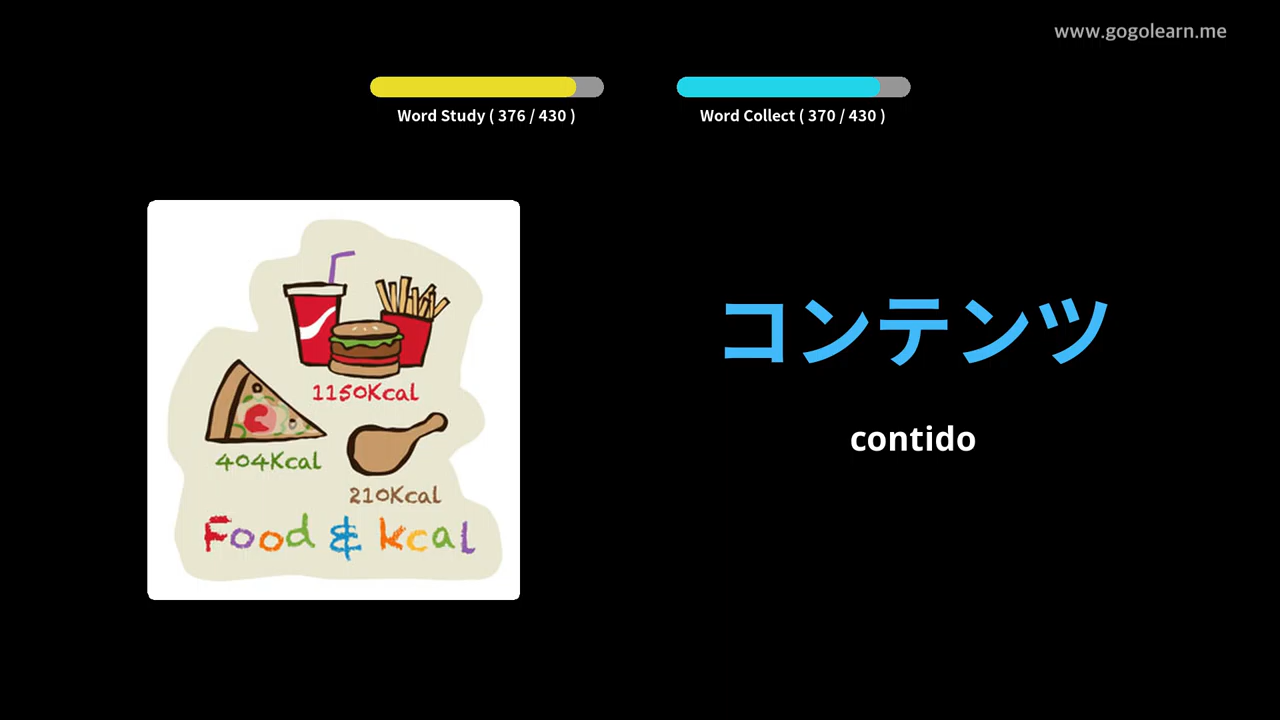 www.gogolearn.me
Word Study ( 376 / 430 )
Word Collect ( 370 / 430 )
1150Kcal
404Kcal
210Kcal
Food & kcal
コンテンツ
contido